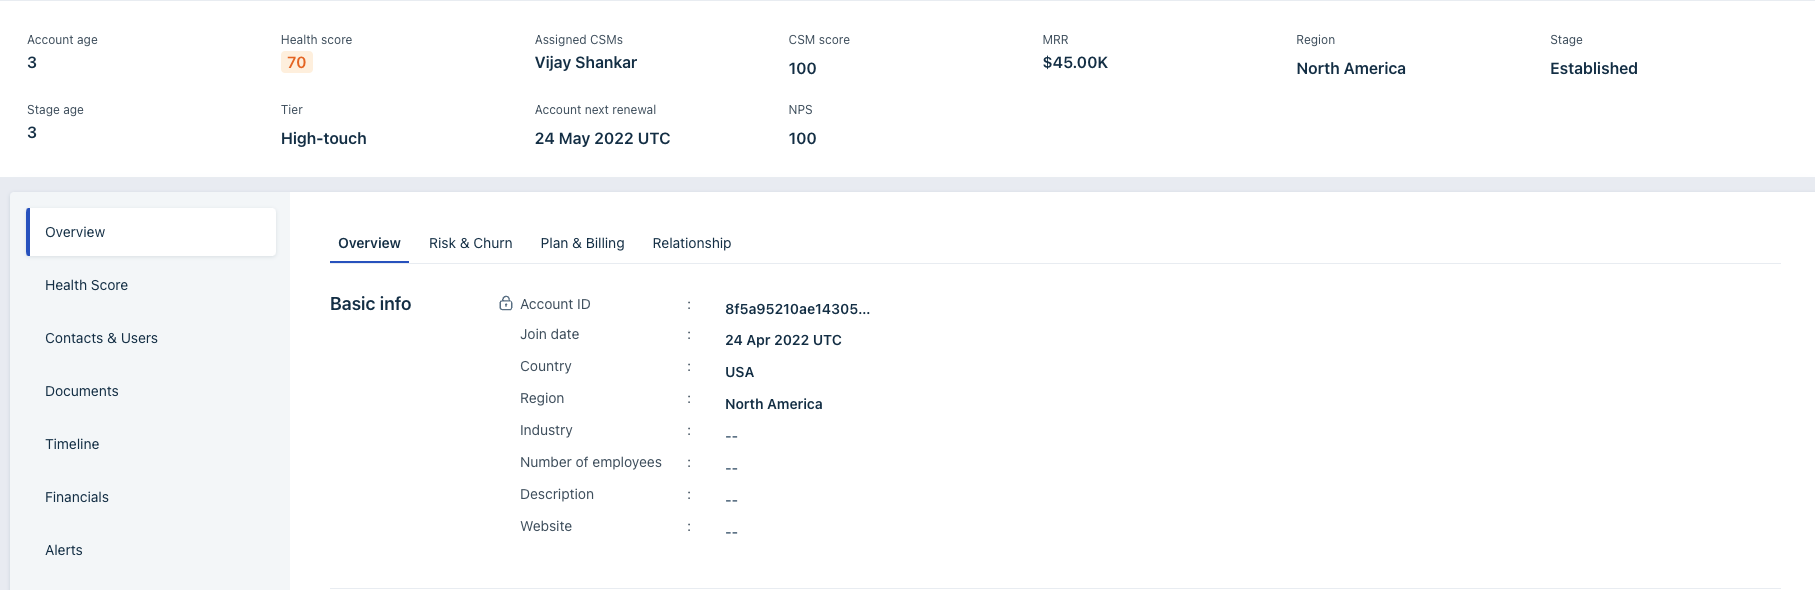 Account age
3
Health score
70
Assigned CSMs
Vijay Shankar
CSM score
100
MRR
$45.00K
Region
North America
Stage
Established
Stage age
3
Tier
High-touch
Account next renewal
24 May 2022 UTC
NPS
100
Overview
Health Score
Contacts & Users
Documents
Timeline
Financials
Alerts
Overview Risk & Churn Plan & Billing Relationship
Basic info
Account ID : 8f5a95210ae14305...
Join date : 24 Apr 2022 UTC
Country : USA
Region : North America
Industry : --
Number of employees : --
Description : --
Website : --